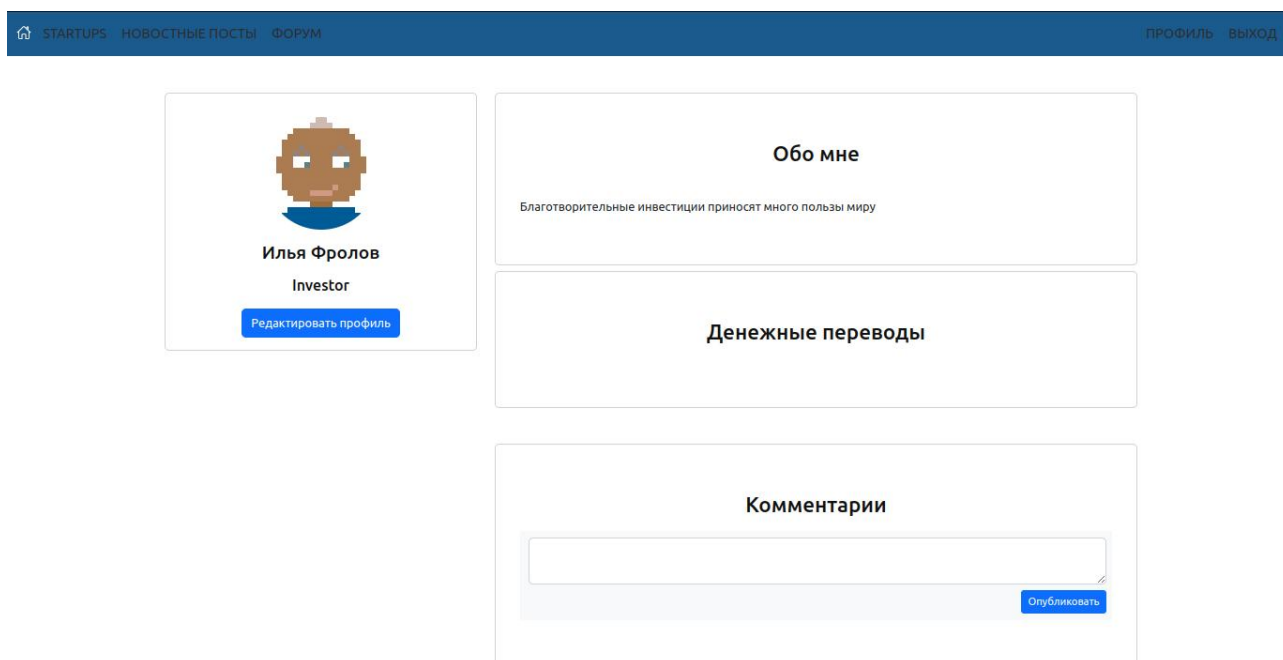 STARTUPS НОВОСТНЫЕ ПОСТЫ ФОРУМ ПРОФИЛЬ ВЫХОД
Илья Фролов
Investor
Редактировать профиль
Обо мне
Благотворительные инвестиции приносят много пользы миру
Денежные переводы
Комментарии
Опубликовать